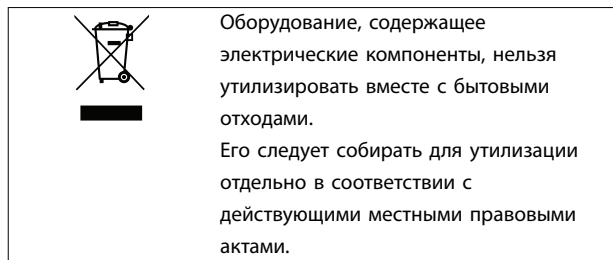 Оборудование, содержащее
электрические компоненты, нельзя
утилизировать вместе с бытовыми
отходами.
Его следует собирать для утилизации
отдельно в соответствии с
действующими местными правовыми
актами.